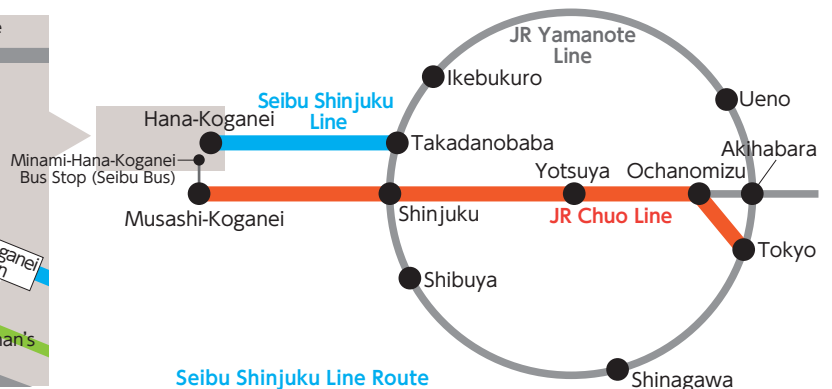 JR Yamanote
Line
Ikebukuro
Ueno
Seibu Shinjuku
Line
Hana-Koganei
Takadanobaba
Akihabara
Minami-Hana-Koganei
Bus Stop (Seibu Bus)
Yotsuya
Ochanomizu
Musashi-Koganei
Shinjuku
JR Chuo Line
Tokyo
Shibuya
Seibu Shinjuku Line Route
Shinagawa